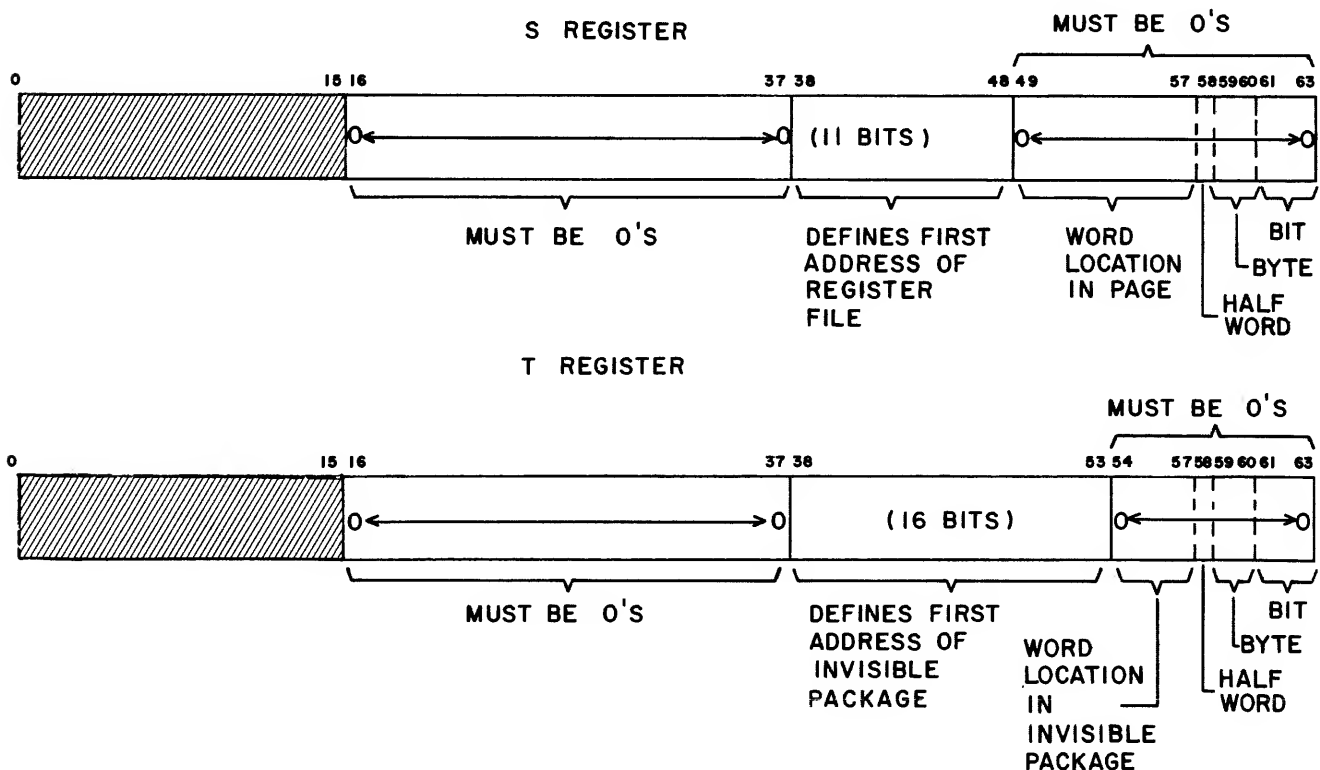 S REGISTER
MUST BE 0'S
0 15 16 37 38 48 49 57 58 59 60 61 63
0 0 (11 BITS) 0 0
MUST BE 0'S
DEFINES FIRST
ADDRESS OF
REGISTER
FILE
WORD
LOCATION
IN PAGE
BIT
BYTE
HALF
WORD
T REGISTER
MUST BE 0'S
0 15 16 37 38 53 54 57 58 59 60 61 63
0 0 (16 BITS) 0 0
MUST BE 0'S
DEFINES FIRST
ADDRESS OF
INVISIBLE
PACKAGE
WORD
LOCATION
IN
INVISIBLE
PACKAGE
BIT
BYTE
HALF
WORD